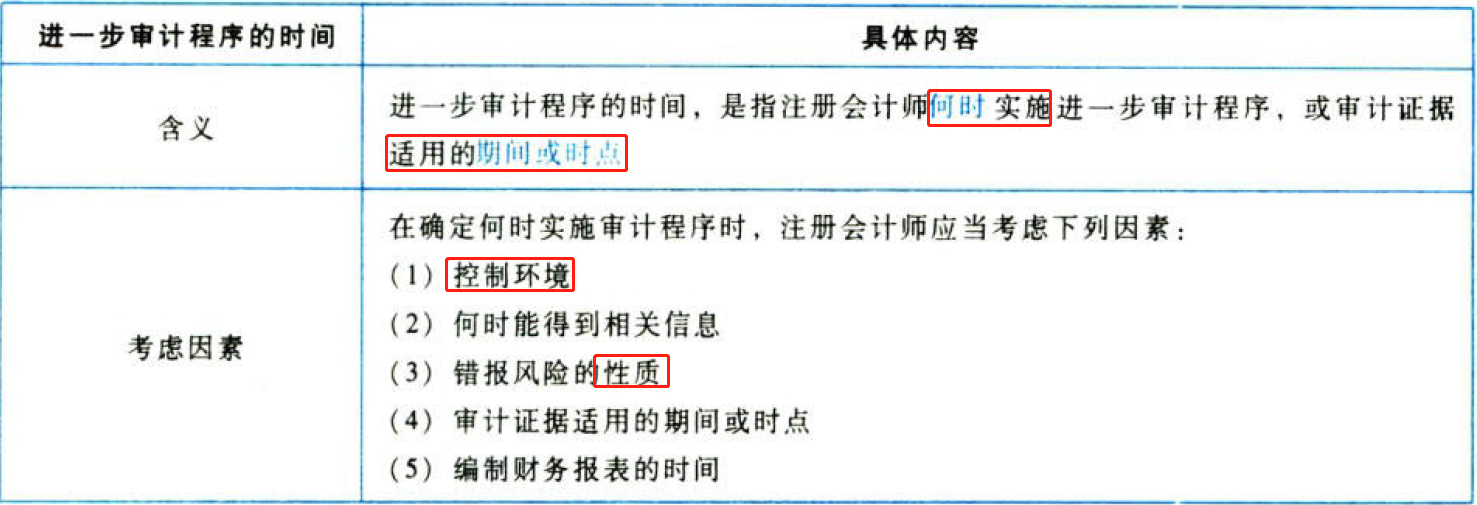 进一步审计程序的时间
具体内容
含义
进一步审计程序的时间，是指注册会计师何时实施进一步审计程序，或审计证据
适用的期间或时点
考虑因素
在确定何时实施审计程序时，注册会计师应当考虑下列因素：
（1）控制环境
（2）何时能得到相关信息
（3）错报风险的性质
（4）审计证据适用的期间或时点
（5）编制财务报表的时间